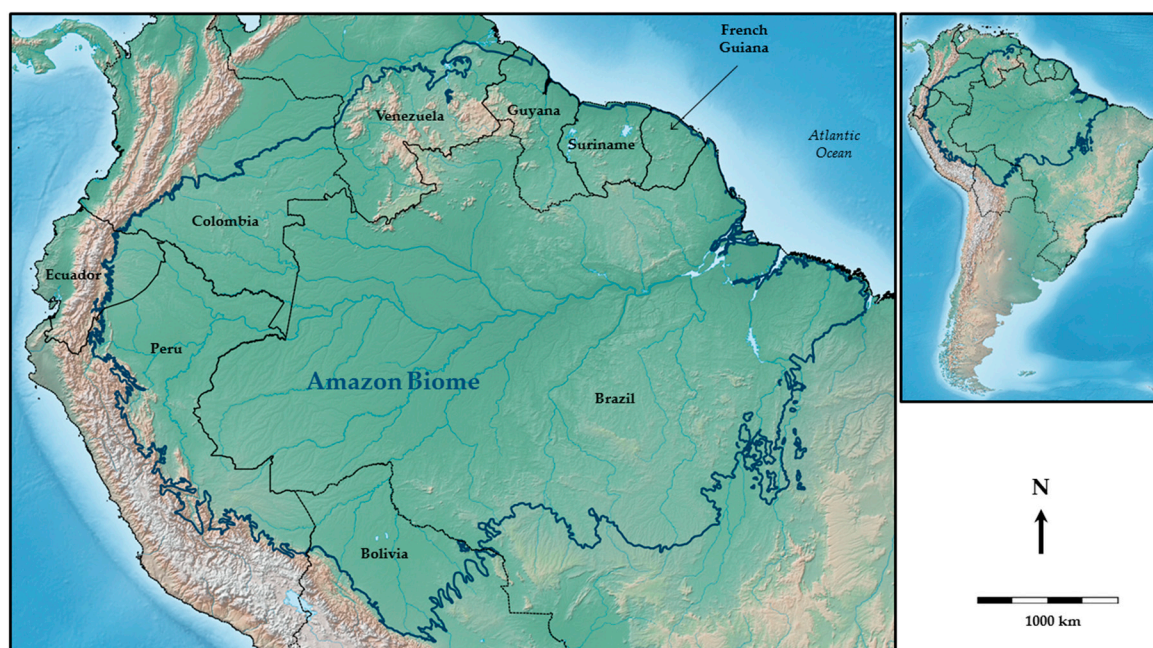 French
Guiana
Venezuela
Guyana
Suriname
Atlantic
Ocean
Colombia
Ecuador
Peru
Amazon Biome
Brazil
Bolivia
N
1000 km